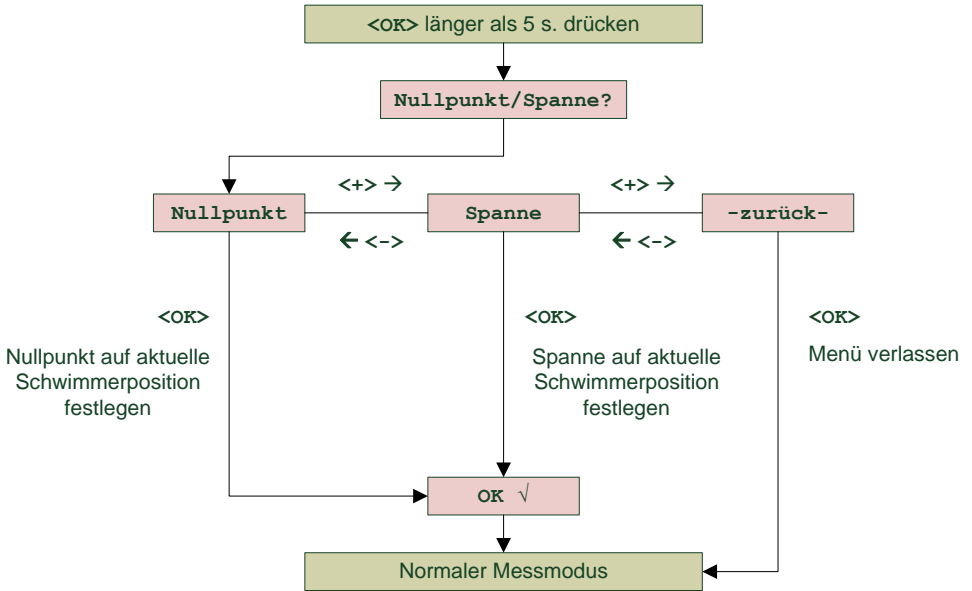 <OK> länger als 5 s. drücken
Nullpunkt/Spanne?
<+> →
<+> →
Nullpunkt
Spanne
-zurück-
← <->
← <->
<OK>
Nullpunkt auf aktuelle
Schwimmerposition
festlegen
<OK>
Spanne auf aktuelle
Schwimmerposition
festlegen
<OK>
Menü verlassen
OK √
Normaler Messmodus